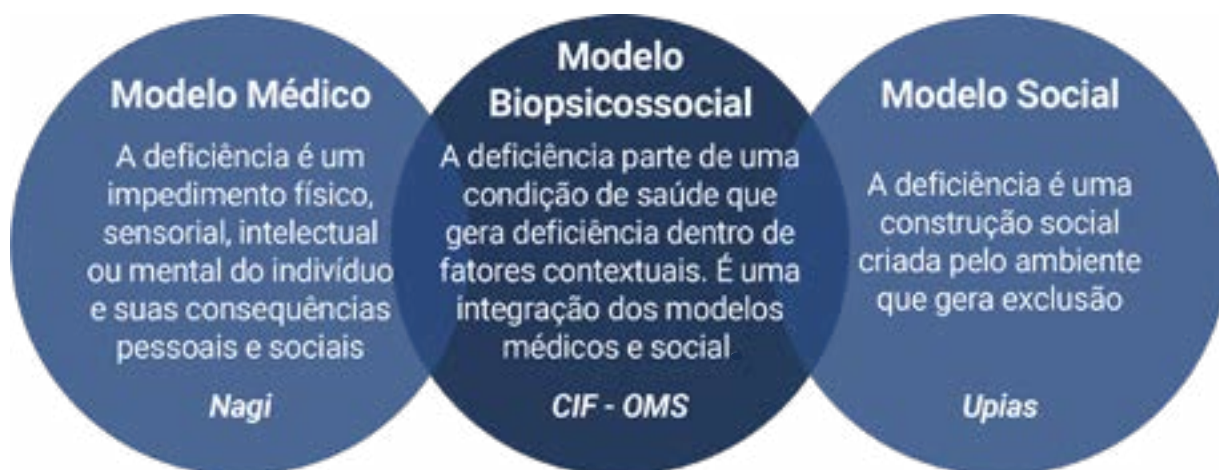 Modelo Médico
A deficiência é um
impedimento físico,
sensorial, intelectual
ou mental do indivíduo
e suas consequências
pessoais e sociais
Nagi
Modelo
Biopsicossocial
A deficiência parte de uma
condição de saúde que
gera deficiência dentro de
fatores contextuais. É uma
integração dos modelos
médicos e social
CIF - OMS
Modelo Social
A deficiência é uma
construção social
criada pelo ambiente
que gera exclusão
Upias